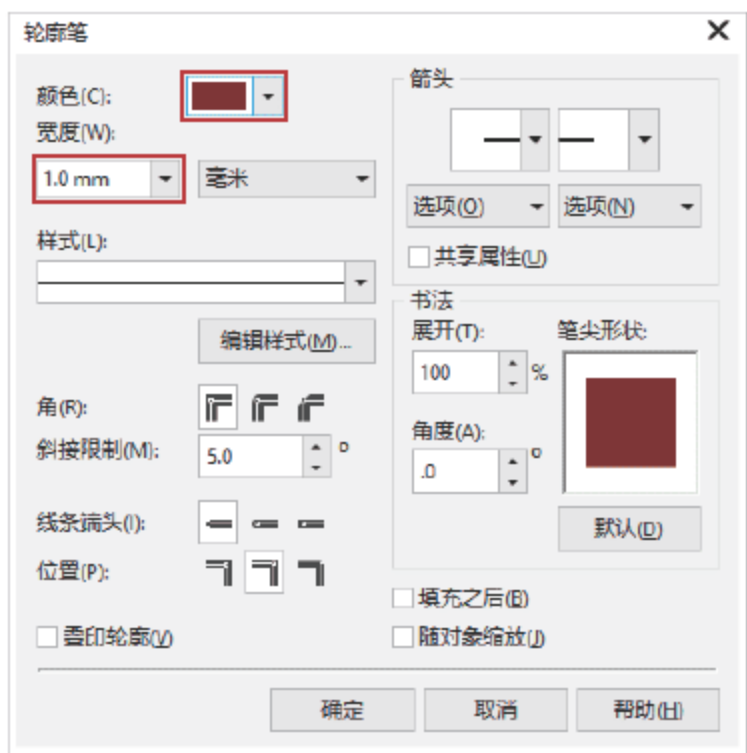 轮廓笔
颜色(C):
宽度(W):
1.0 mm 毫米
样式(L):
编辑样式(M)...
角(R):
斜接限制(M): 5.0 °
线条端头(I):
位置(P):
叠印轮廓(V)
箭头
选项(O) 选项(N)
共享属性(U)
书法
展开(T): 笔尖形状:
100 %
角度(A):
.0 °
默认(D)
填充之后(B)
随对象缩放(J)
确定 取消 帮助(H)